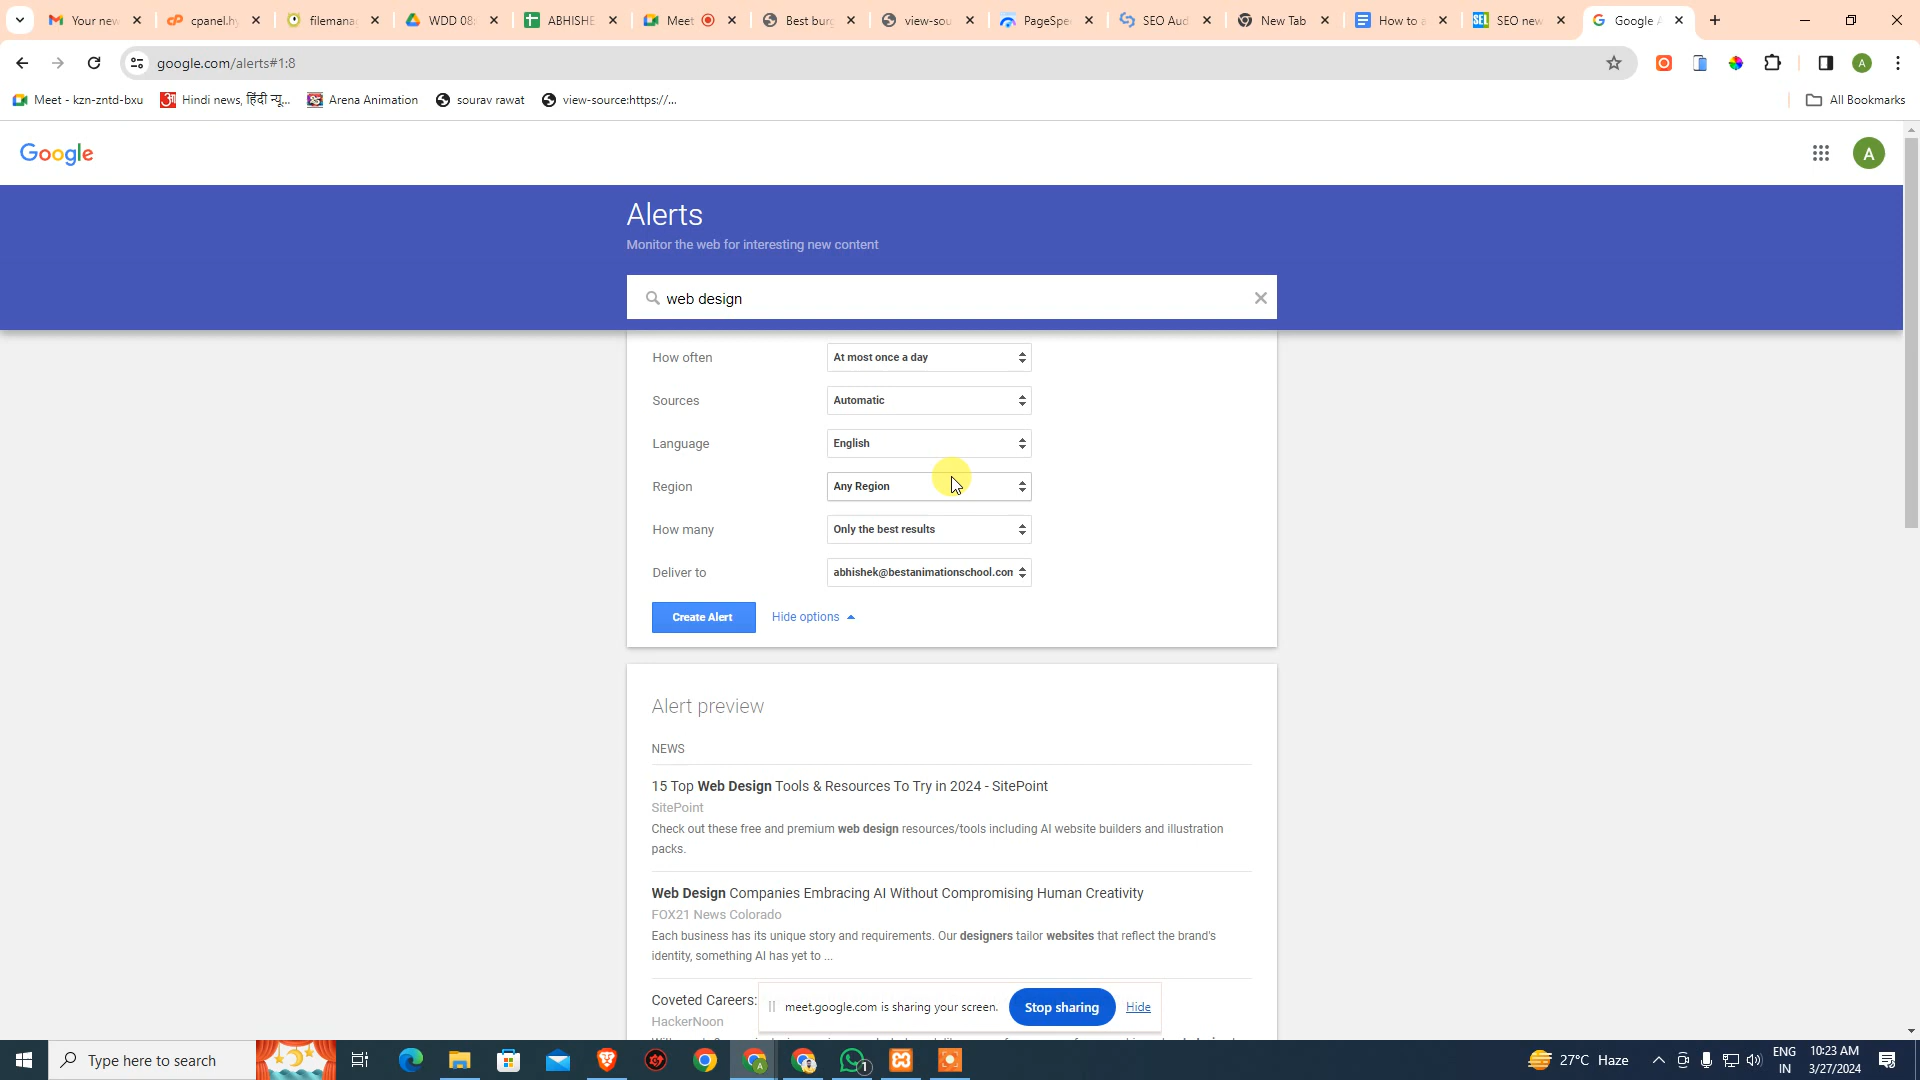 Your new
cpanel.hy
filemana
WDD 08
ABHISHE
Meet
Best bur
view-sou
PageSpe
SEO Aud
New Tab
How to a
SEL
SEO new
Google A
google.com/alerts#1:8
A
Meet - kzn-zntd-bxu
Hindi news, हिंदी न्यू...
Arena Animation
sourav rawat
view-source:https://...
All Bookmarks
Google
A
Alerts
Monitor the web for interesting new content
web design
How often
At most once a day
Sources
Automatic
Language
English
Region
Any Region
How many
Only the best results
Deliver to
abhishek@bestanimationschool.com
Create Alert
Hide options
Alert preview
NEWS
15 Top Web Design Tools & Resources To Try in 2024 - SitePoint
SitePoint
Check out these free and premium web design resources/tools including AI website builders and illustration
packs.
Web Design Companies Embracing AI Without Compromising Human Creativity
FOX21 News Colorado
Each business has its unique story and requirements. Our designers tailor websites that reflect the brand's
identity, something AI has yet to ...
Coveted Careers:
HackerNoon
meet.google.com is sharing your screen.
Stop sharing
Hide
Type here to search
1
27°C Haze
ENG
IN
10:23 AM
3/27/2024